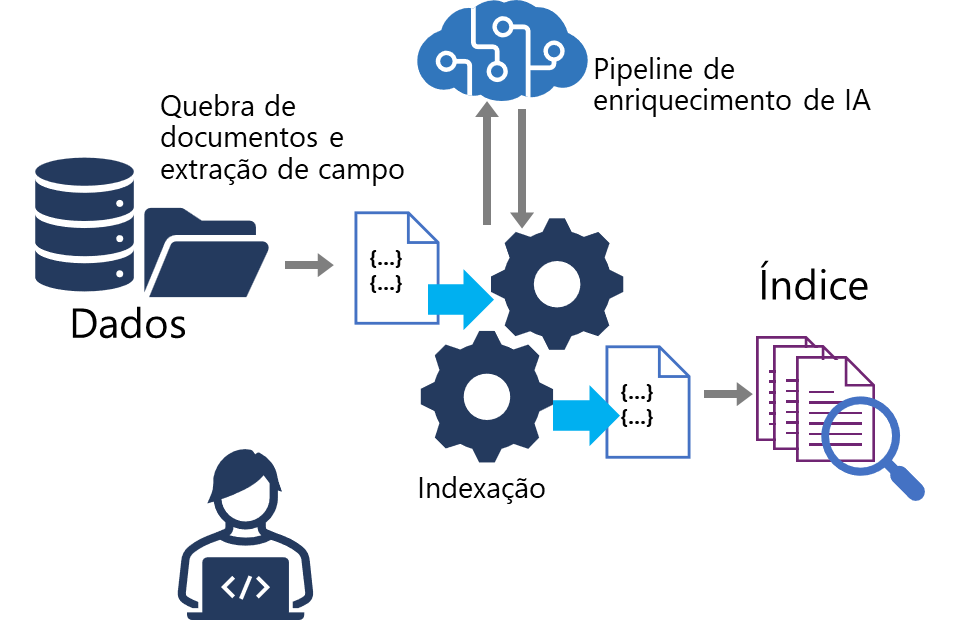 Pipeline de
enriquecimento de IA
Quebra de
documentos e
extração de campo
{...}
{...}
Dados
Índice
{...}
{...}
Indexação
</>